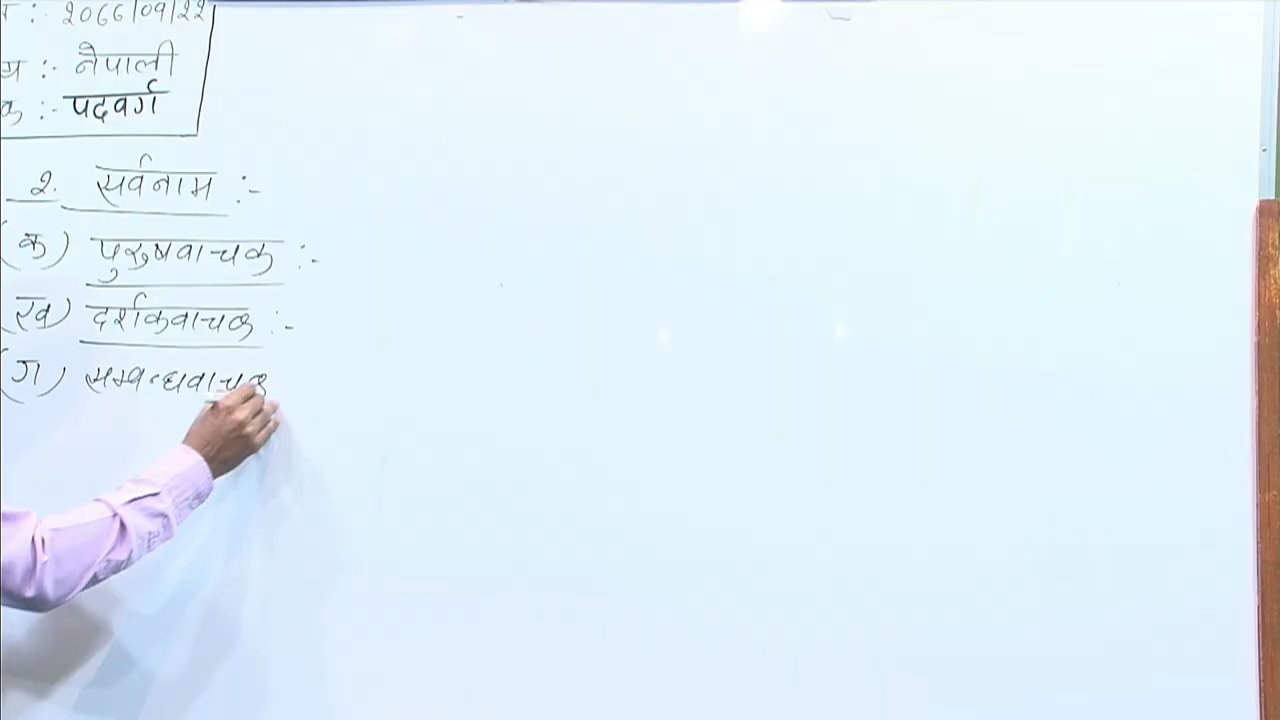 :- २०६६/०९/२२
:- नेपाली
:- पदवर्ग
२. सर्वनाम :-
(क) पुरुषवाचक :-
(ख) दर्शकवाचक :-
(ग) सम्बन्धवाचक